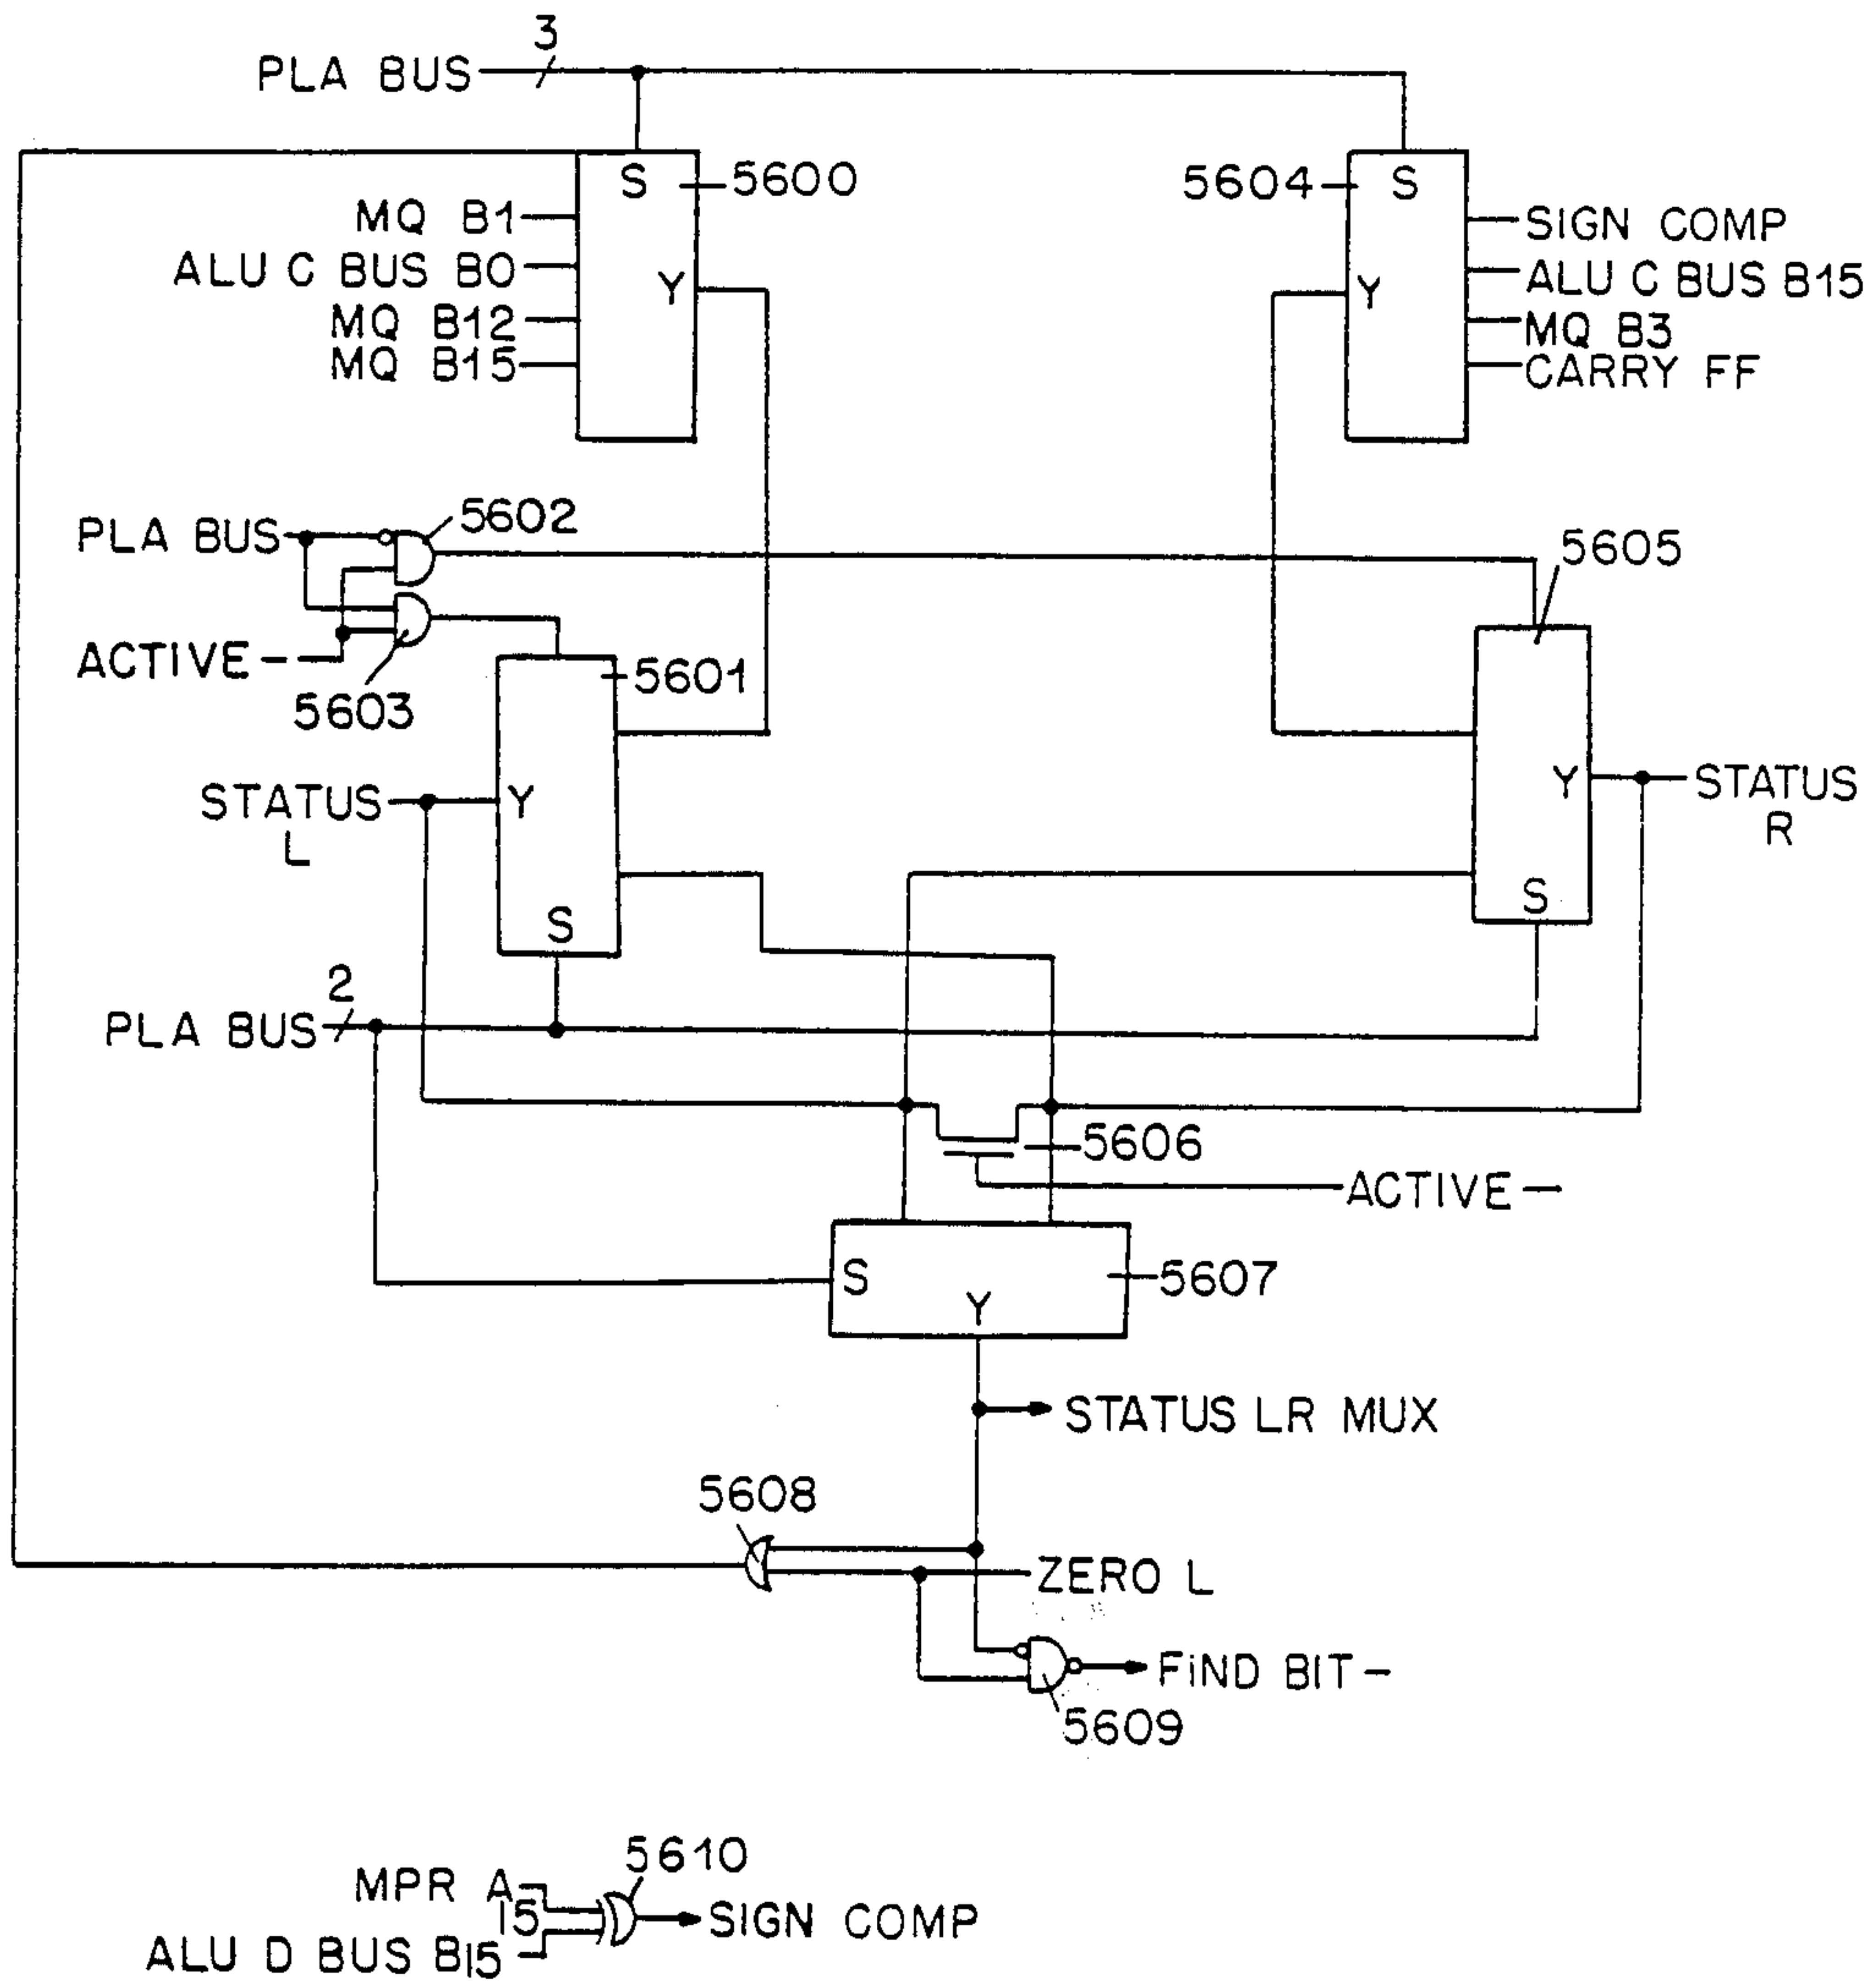 3
PLA BUS
S
5600
5604
S
MQ B1
SIGN COMP
ALU C BUS B0
Y
Y
ALU C BUS B15
MQ B12
MQ B3
MQ B15
CARRY FF
PLA BUS
5602
5605
ACTIVE -
5603
5601
STATUS
L
Y
Y
STATUS
R
S
S
2
PLA BUS
5606
ACTIVE -
S
5607
Y
STATUS LR MUX
5608
ZERO L
FiND BIT -
5609
5610
MPR A
15
SIGN COMP
ALU D BUS B15